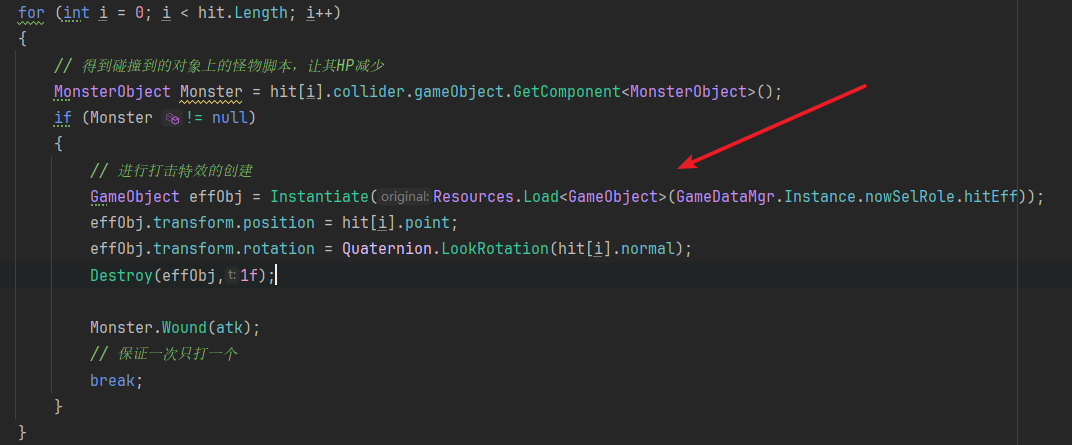 for (int i = 0; i < hit.Length; i++)
{
// 得到碰撞到的对象上的怪物脚本，让其HP减少
MonsterObject Monster = hit[i].collider.gameObject.GetComponent<MonsterObject>();
if (Monster != null)
{
// 进行打击特效的创建
GameObject effObj = Instantiate(original:Resources.Load<GameObject>(GameDataMgr.Instance.nowSelRole.hitEff));
effObj.transform.position = hit[i].point;
effObj.transform.rotation = Quaternion.LookRotation(hit[i].normal);
Destroy(effObj,t:1f);
Monster.Wound(atk);
// 保证一次只打一个
break;
}
}